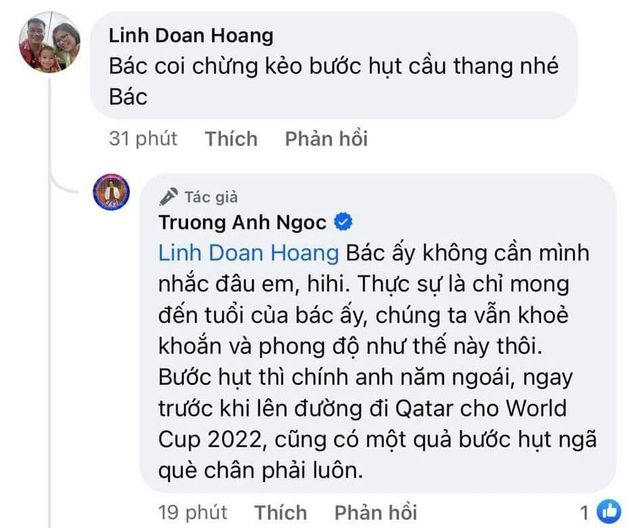 Linh Doan Hoang
Bác coi chừng kẻo bước hụt cầu thang nhé
Bác
31 phút Thích Phản hồi
Tác giả
Truong Anh Ngoc
Linh Doan Hoang Bác ấy không cần mình
nhắc đâu em, hihi. Thực sự là chỉ mong
đến tuổi của bác ấy, chúng ta vẫn khoẻ
khoắn và phong độ như thế này thôi.
Bước hụt thì chính anh năm ngoái, ngay
trước khi lên đường đi Qatar cho World
Cup 2022, cũng có một quả bước hụt ngã
què chân phải luôn.
19 phút Thích Phản hồi 1